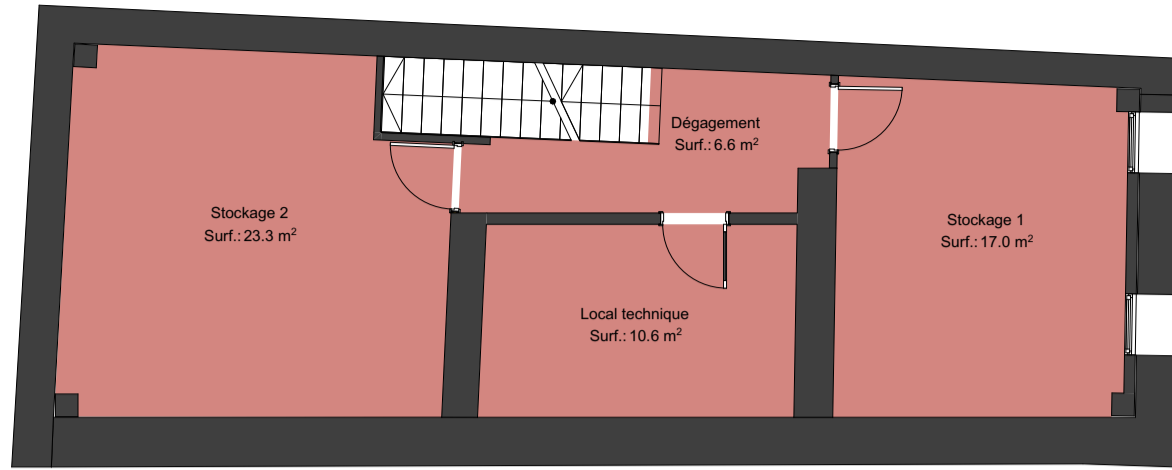 Dégagement
Surf.: 6.6 m²
Stockage 2
Surf.: 23.3 m²
Stockage 1
Surf.: 17.0 m²
Local technique
Surf.: 10.6 m²